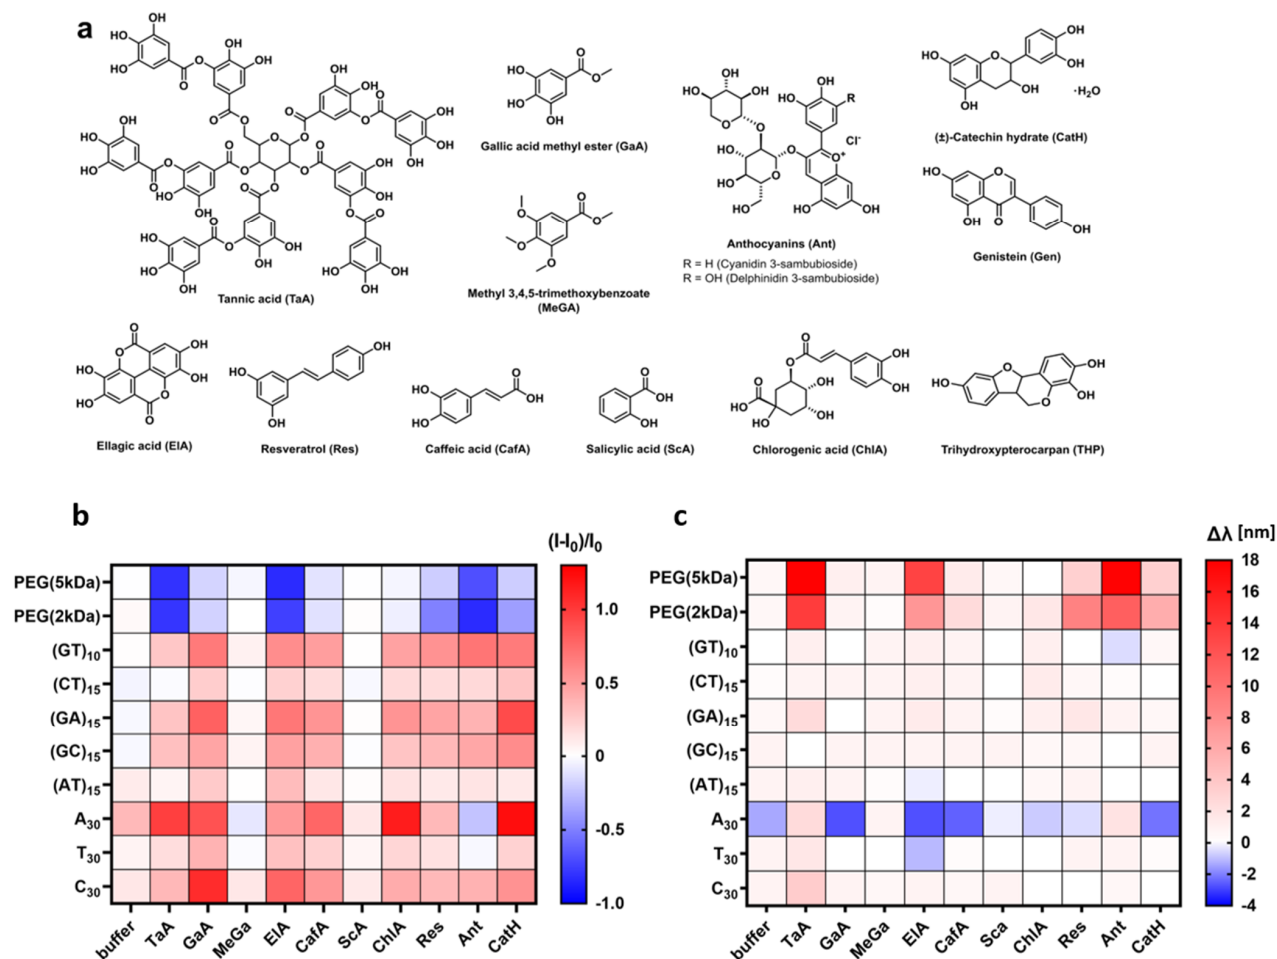 a
Tannic acid (TaA)
Gallic acid methyl ester (GaA)
Methyl 3,4,5-trimethoxybenzoate
(MeGA)
Anthocyanins (Ant)
R = H (Cyanidin 3-sambubioside)
R = OH (Delphinidin 3-sambubioside)
R
Cl-
·H2O
(±)-Catechin hydrate (CatH)
Genistein (Gen)
Ellagic acid (ElA)
Resveratrol (Res)
Caffeic acid (CafA)
Salicylic acid (ScA)
Chlorogenic acid (ChlA)
Trihydroxypterocarpan (THP)
b
(I-I0)/I0
PEG(5kDa)
PEG(2kDa)
(GT)10
(CT)15
(GA)15
(GC)15
(AT)15
A30
T30
C30
buffer TaA GaA MeGa ElA CafA ScA ChlA Res Ant CatH
1.0
0.5
0
-0.5
-1.0
c
Δλ [nm]
PEG(5kDa)
PEG(2kDa)
(GT)10
(CT)15
(GA)15
(GC)15
(AT)15
A30
T30
C30
buffer TaA GaA MeGa ElA CafA Sca ChlA Res Ant CatH
18
16
14
12
10
8
6
4
2
0
-2
-4